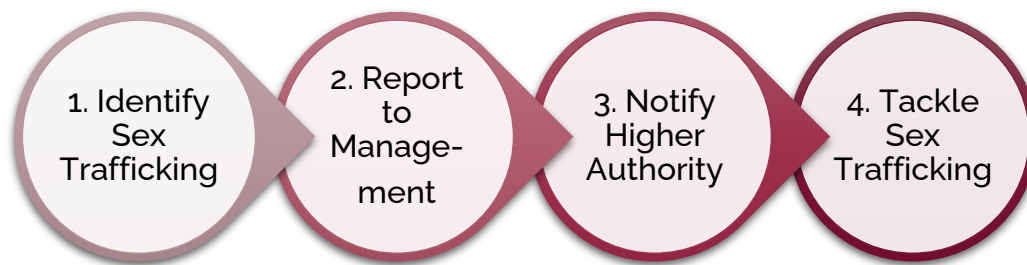 1. Identify
Sex
Trafficking
2. Report
to
Manage-
ment
3. Notify
Higher
Authority
4. Tackle
Sex
Trafficking